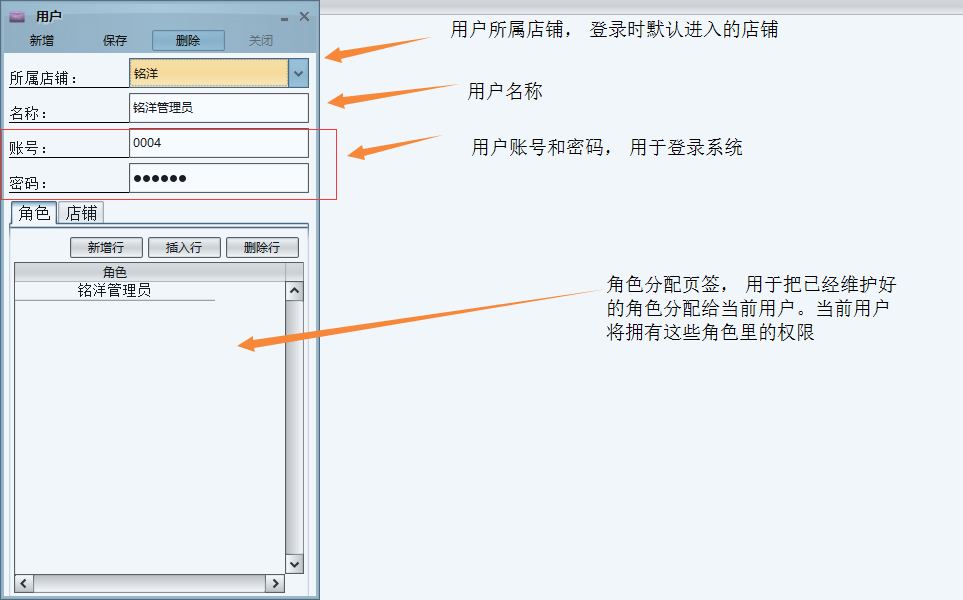 用户
新增 保存 删除 关闭
用户所属店铺， 登录时默认进入的店铺
所属店铺： 铭洋
用户名称
名称： 铭洋管理员
账号： 0004
用户账号和密码， 用于登录系统
密码： ●●●●●●
角色 店铺
新增行 插入行 删除行
角色
铭洋管理员
角色分配页签， 用于把已经维护好
的角色分配给当前用户。当前用户
将拥有这些角色里的权限